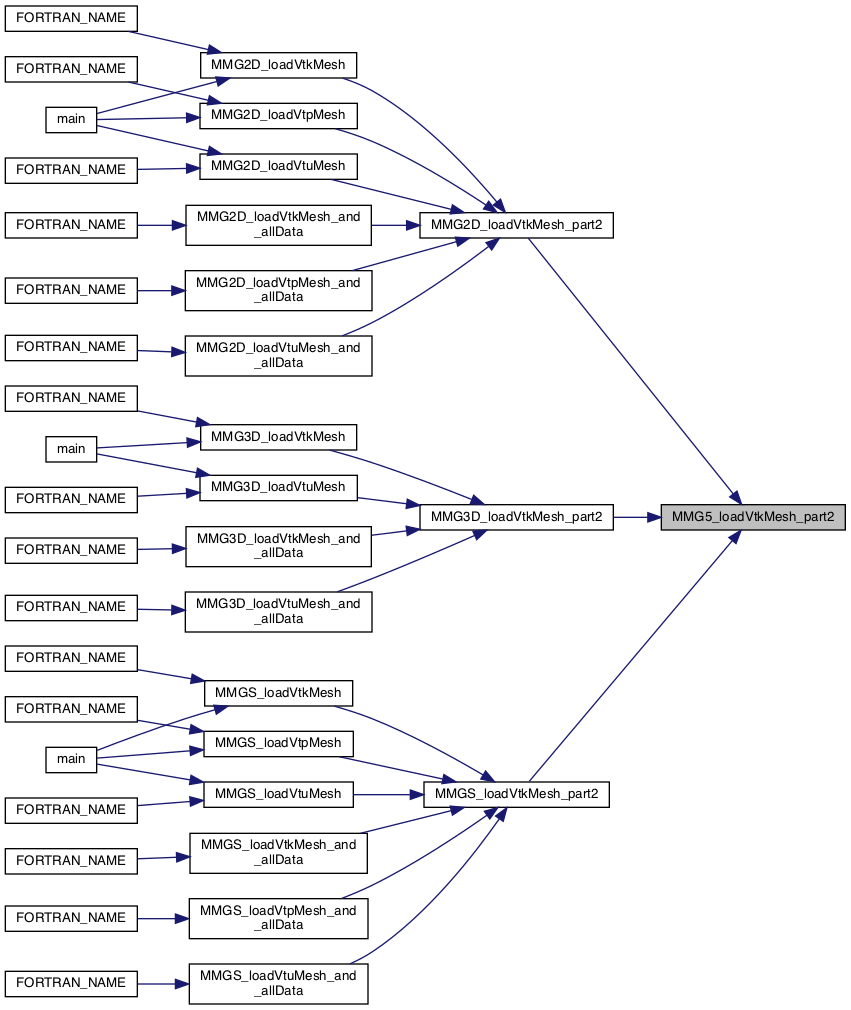 FORTRAN_NAME
MMG2D_loadVtkMesh
FORTRAN_NAME
main
MMG2D_loadVtpMesh
MMG2D_loadVtuMesh
FORTRAN_NAME
FORTRAN_NAME
MMG2D_loadVtkMesh_and
_allData
MMG2D_loadVtkMesh_part2
FORTRAN_NAME
MMG2D_loadVtpMesh_and
_allData
FORTRAN_NAME
MMG2D_loadVtuMesh_and
_allData
FORTRAN_NAME
MMG3D_loadVtkMesh
main
MMG3D_loadVtuMesh
FORTRAN_NAME
MMG3D_loadVtkMesh_part2
MMG5_loadVtkMesh_part2
FORTRAN_NAME
MMG3D_loadVtkMesh_and
_allData
FORTRAN_NAME
MMG3D_loadVtuMesh_and
_allData
FORTRAN_NAME
MMGS_loadVtkMesh
FORTRAN_NAME
MMGS_loadVtpMesh
main
MMGS_loadVtuMesh
MMGS_loadVtkMesh_part2
FORTRAN_NAME
FORTRAN_NAME
MMGS_loadVtkMesh_and
_allData
FORTRAN_NAME
MMGS_loadVtpMesh_and
_allData
FORTRAN_NAME
MMGS_loadVtuMesh_and
_allData